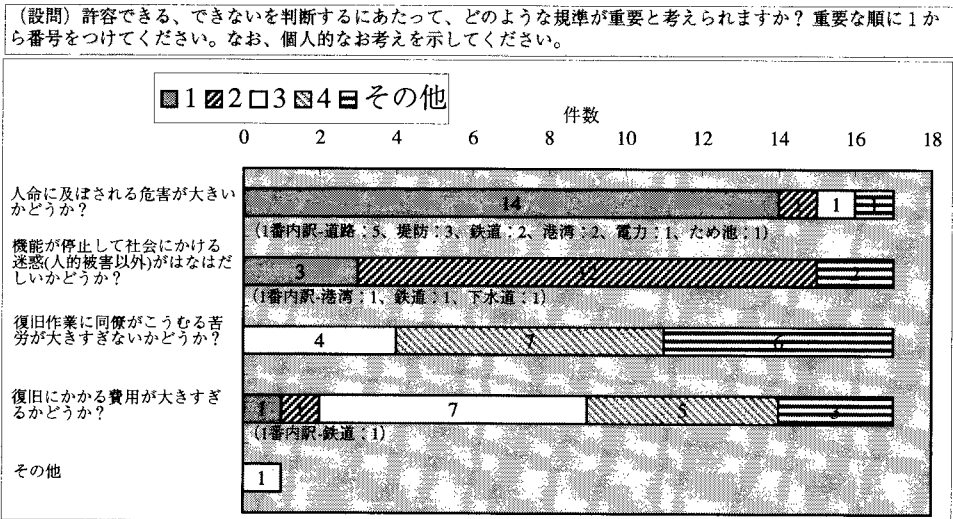 (設問)許容できる、できないを判断するにあたって、どのような規準が重要と考えられますか? 重要な順に1か
ら番号をつけてください。なお、個人的なお考えを示してください。
1 2 3 4 その他
件数
0 2 4 6 8 10 12 14 16 18
人命に及ぼされる危害が大きい
かどうか?
14 1 1
(1番内訳-道路:5、堤防:3、鉄道:2、港湾:2、電力:1、ため池:1)
機能が停止して社会にかける
迷惑(人的被害以外)がはなはだ
しいかどうか?
3 12 2
(1番内訳-港湾:1、鉄道:1、下水道:1)
復旧作業に同僚がこうむる苦
労が大きすぎないかどうか?
4 7 6
復旧にかかる費用が大きすぎ
るかどうか?
1 1 7 5 3
(1番内訳-鉄道:1)
その他
1